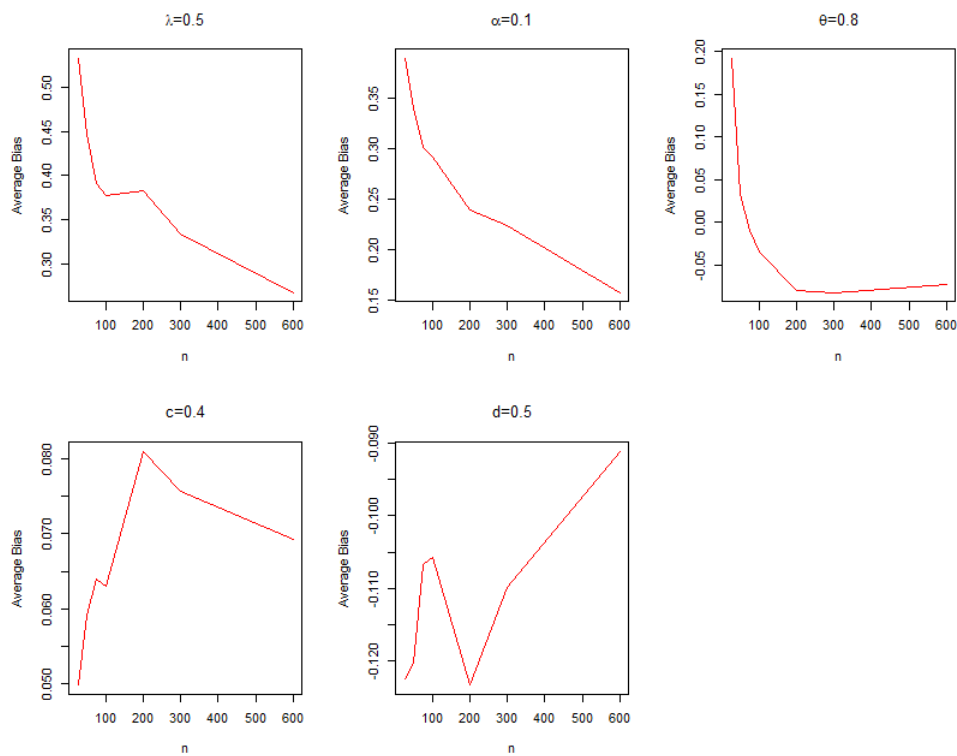 λ=0.5
Average Bias
0.30 0.35 0.40 0.45 0.50
100 200 300 400 500 600
n
α=0.1
Average Bias
0.15 0.20 0.25 0.30 0.35
100 200 300 400 500 600
n
θ=0.8
Average Bias
-0.05 0.00 0.05 0.10 0.15 0.20
100 200 300 400 500 600
n
c=0.4
Average Bias
0.050 0.060 0.070 0.080
100 200 300 400 500 600
n
d=0.5
Average Bias
-0.120 -0.110 -0.100 -0.090
100 200 300 400 500 600
n